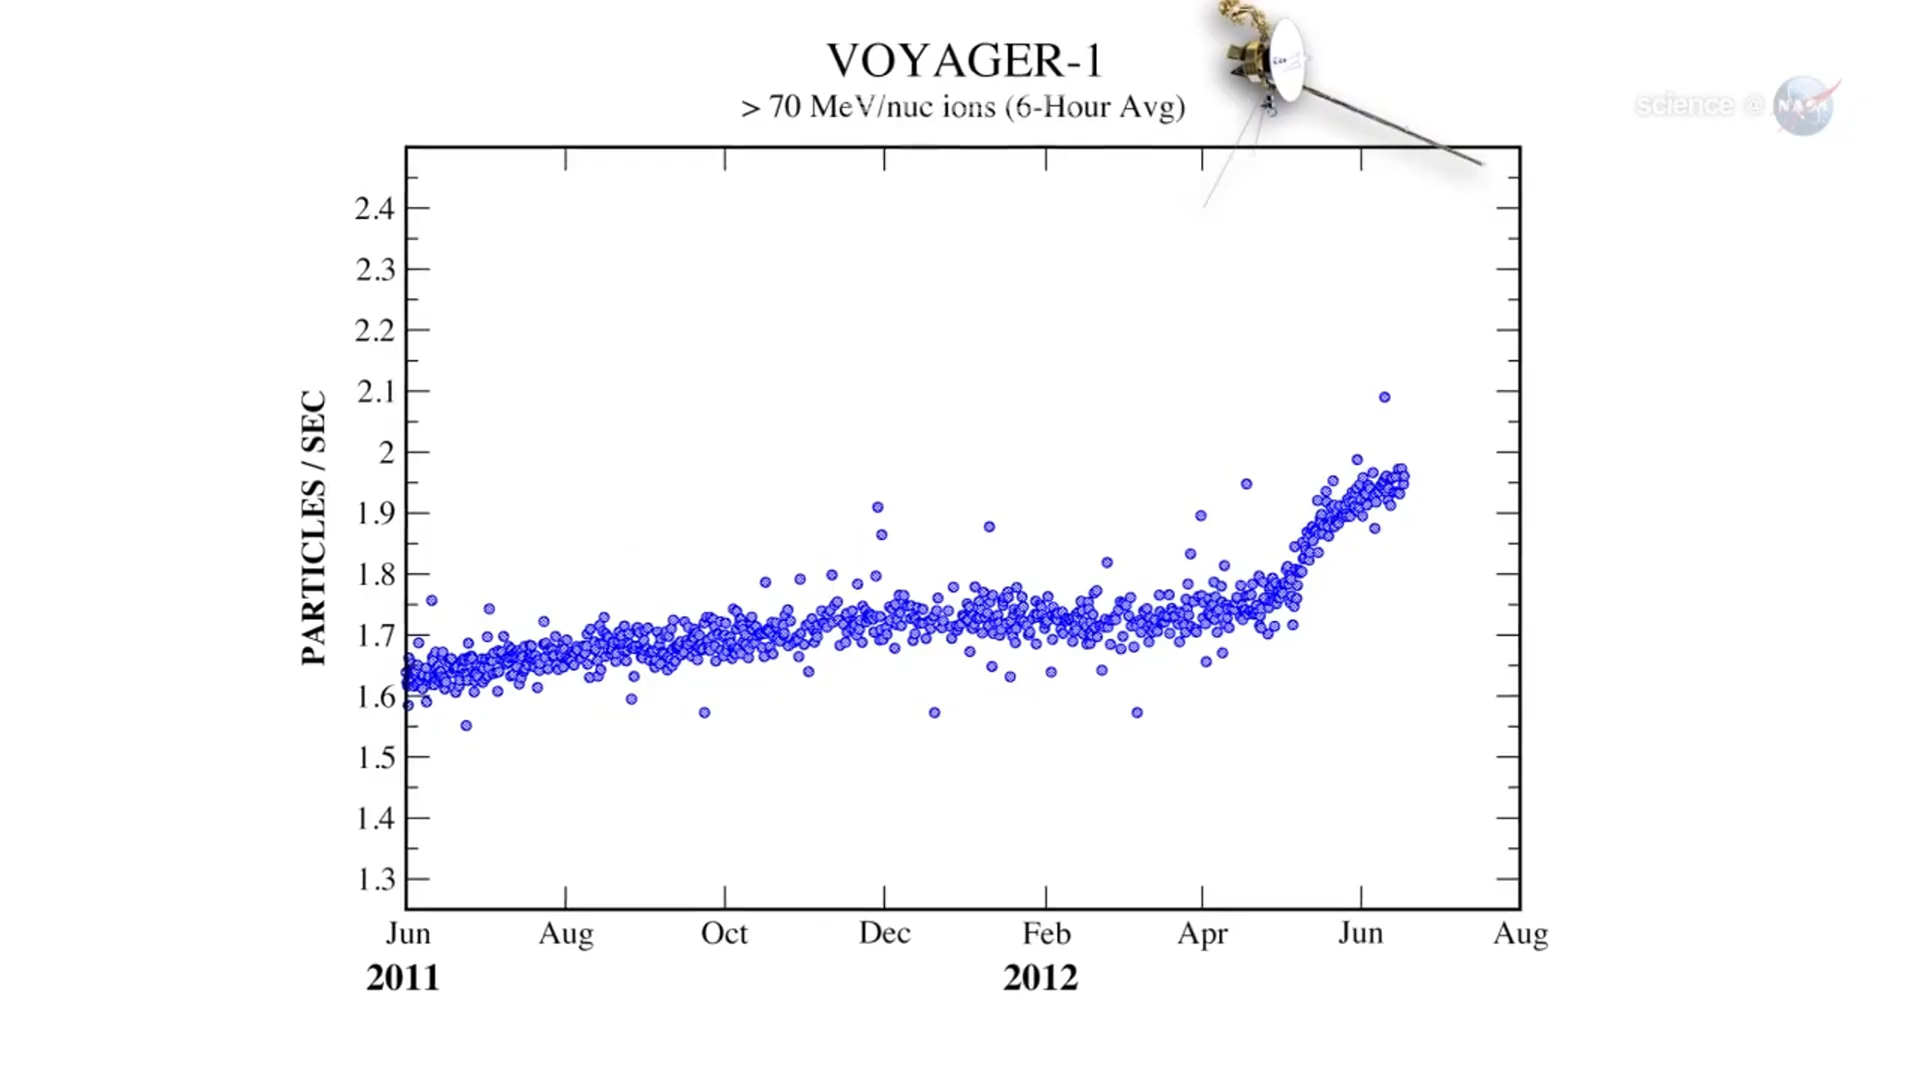 VOYAGER-1
> 70 MeV/nuc ions (6-Hour Avg)
science @ NASA
PARTICLES / SEC
2.4
2.3
2.2
2.1
2
1.9
1.8
1.7
1.6
1.5
1.4
1.3
Jun Aug Oct Dec Feb Apr Jun Aug
2011 2012